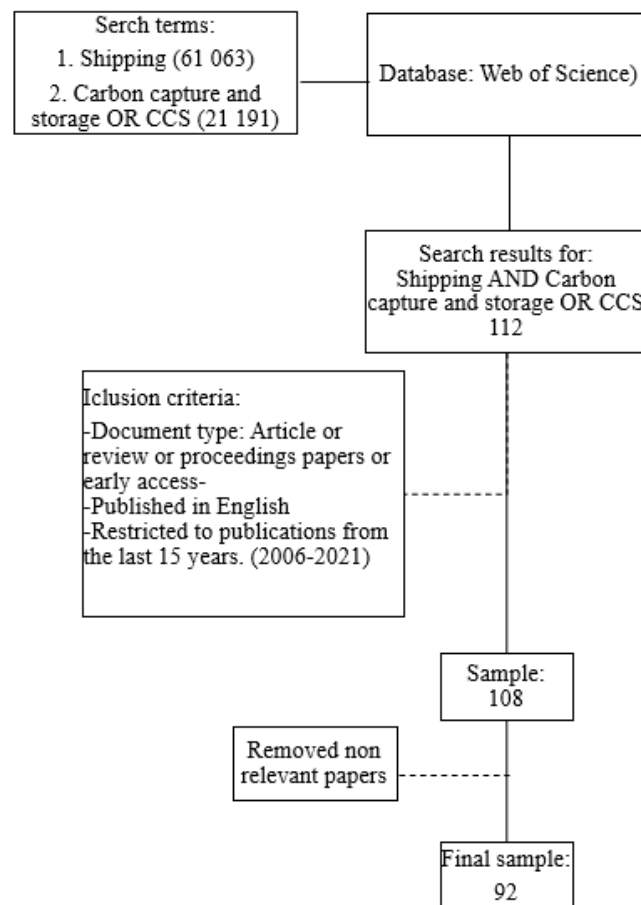 Serch terms:
1. Shipping (61 063)
2. Carbon capture and
storage OR CCS (21 191)
Database: Web of Science)
Search results for:
Shipping AND Carbon
capture and storage OR CCS
112
Iclusion criteria:
-Document type: Article or
review or proceedings papers or
early access-
-Published in English
-Restricted to publications from
the last 15 years. (2006-2021)
Sample:
108
Removed non
relevant papers
Final sample:
92